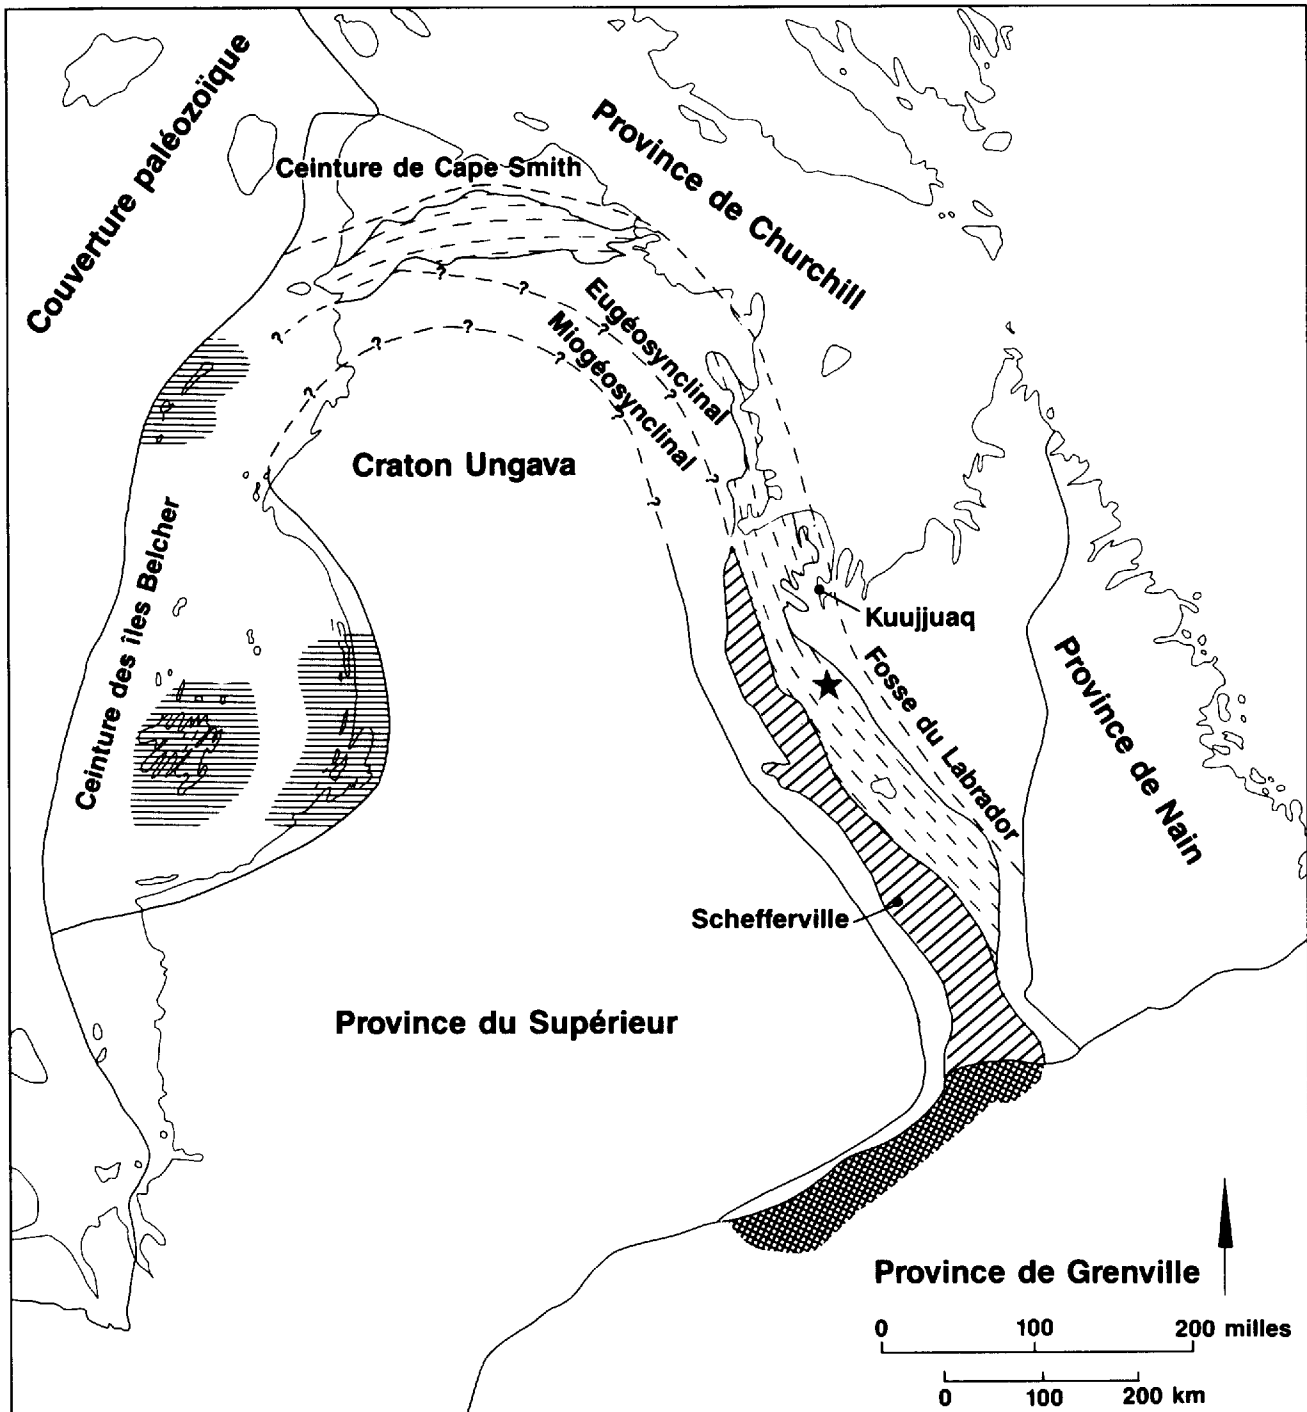 Couverture paléozoïque
Ceinture de Cape Smith
Province de Churchill
?
?
?
?
?
?
?
?
?
?
?
?
?
Eugéosynclinal
Miogéosynclinal
Craton Ungava
Ceinture des îles Belcher
Kuujjuaq
Fosse du Labrador
Province de Nain
Schefferville
Province du Supérieur
Province de Grenville
0 100 200 milles
0 100 200 km